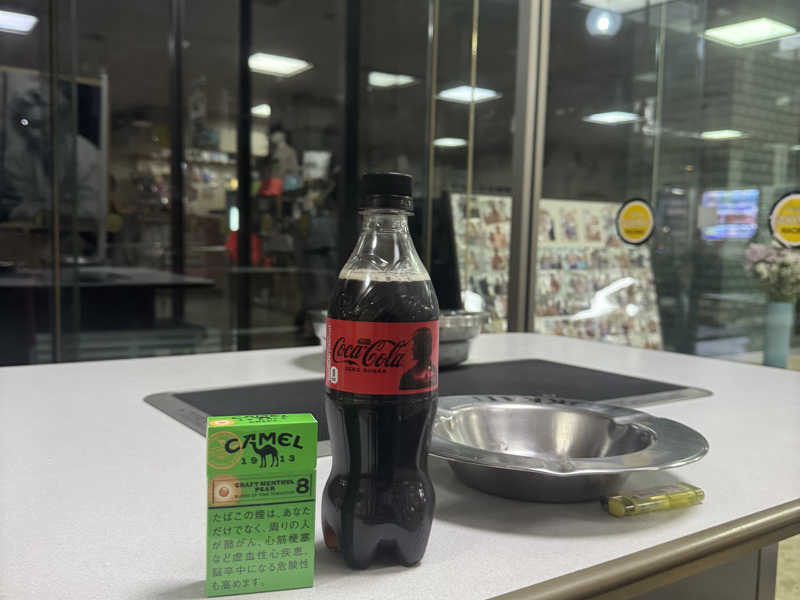 CAMEL
1913
CRAFT MENTHOL
PEAR
8
たばこの煙は、あなた
だけでなく、周りの人
が肺がん、心筋梗塞
など虚血性心疾患、
脳卒中になる危険性
も高めます。
Coca-Cola
ZERO SUGAR